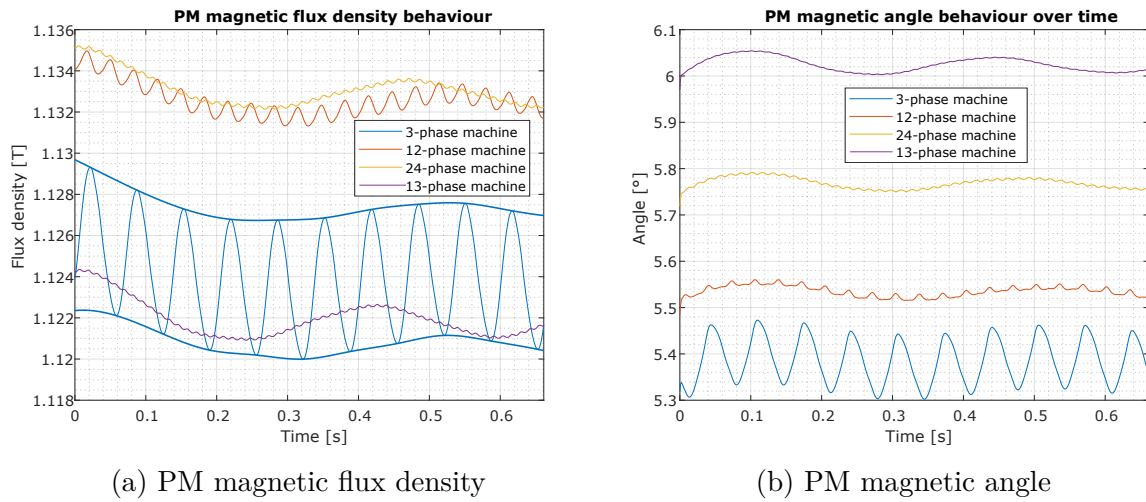 PM magnetic flux density behaviour
1.136
1.134
1.132
1.13
1.128
1.126
1.124
1.122
1.12
1.118
Flux density [T]
3-phase machine
12-phase machine
24-phase machine
13-phase machine
0 0.1 0.2 0.3 0.4 0.5 0.6
Time [s]
(a) PM magnetic flux density
PM magnetic angle behaviour over time
6.1
6
5.9
5.8
5.7
5.6
5.5
5.4
5.3
Angle [°]
3-phase machine
12-phase machine
24-phase machine
13-phase machine
0 0.1 0.2 0.3 0.4 0.5 0.6
Time [s]
(b) PM magnetic angle